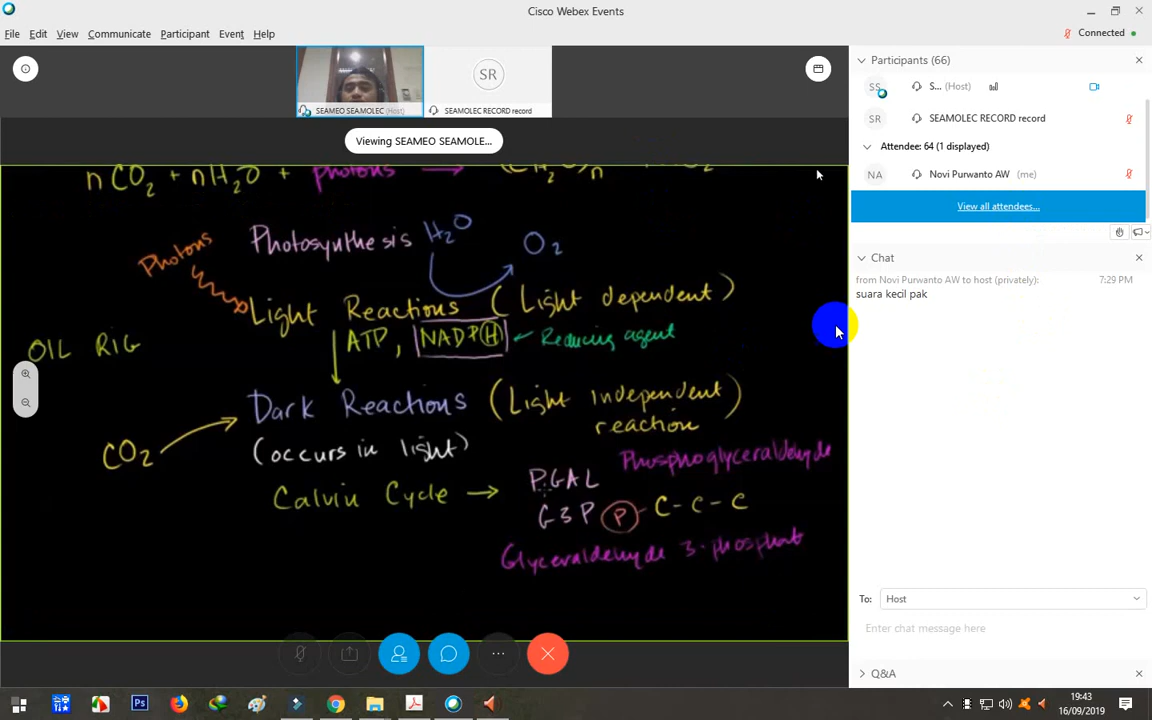 Cisco Webex Events
File Edit View Communicate Participant Event Help
Connected
SR
SEAMEO SEAMOLEC (Host)
SEAMOLEC RECORD record
Viewing SEAMEO SEAMOLE...
nCO2 + nH2O + photons → n
Photosynthesis H2O O2
Photons
Light Reactions (Light dependent)
ATP, NADP(H) ← Reducing agent
OIL RIG
Dark Reactions (Light independent
reaction)
CO2
(occurs in light)
Phosphoglyceraldehyde
Calvin Cycle → PGAL
G3P P - C - C - C
Glyceraldehyde 3-phosphat
Participants (66)
SS S... (Host)
SR SEAMOLEC RECORD record
Attendee: 64 (1 displayed)
NA Novi Purwanto AW (me)
View all attendees...
Chat
from Novi Purwanto AW to host (privately): 7:29 PM
suara kecil pak
To: Host
Enter chat message here
Q&A
Ps
19:43
16/09/2019